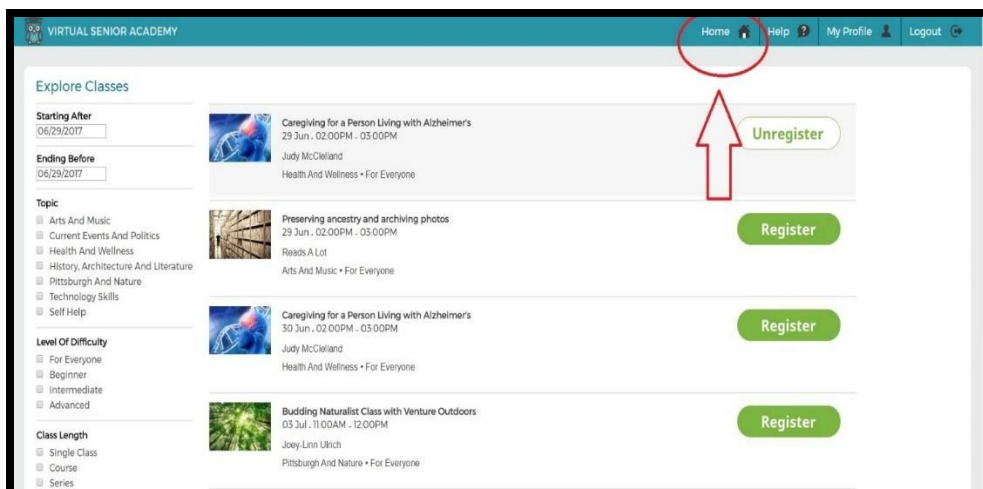 VIRTUAL SENIOR ACADEMY
Home
Help
My Profile
Logout
Explore Classes
Starting After
06/29/2017
Ending Before
06/29/2017
Topic
Arts And Music
Current Events And Politics
Health And Wellness
History, Architecture And Literature
Pittsburgh And Nature
Technology Skills
Self Help
Level Of Difficulty
For Everyone
Beginner
Intermediate
Advanced
Class Length
Single Class
Course
Series
Caregiving for a Person Living with Alzheimer's
29 Jun . 02:00PM - 03:00PM
Judy McClelland
Health And Wellness • For Everyone
Unregister
Preserving ancestry and archiving photos
29 Jun . 02:00PM - 03:00PM
Reads A Lot
Arts And Music • For Everyone
Register
Caregiving for a Person Living with Alzheimer's
30 Jun . 02:00PM - 03:00PM
Judy McClelland
Health And Wellness • For Everyone
Register
Budding Naturalist Class with Venture Outdoors
03 Jul . 11:00AM - 12:00PM
Joey-Linn Ulrich
Pittsburgh And Nature • For Everyone
Register